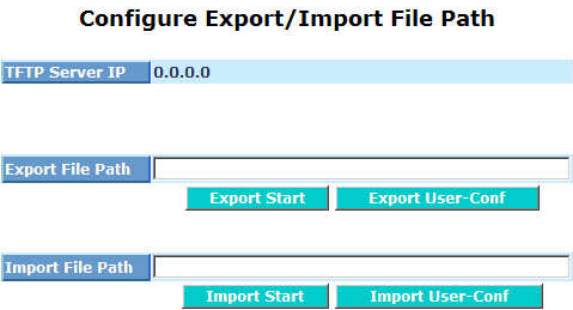 Configure Export/Import File Path
TFTP Server IP 0.0.0.0
Export File Path
Export Start Export User-Conf
Import File Path
Import Start Import User-Conf